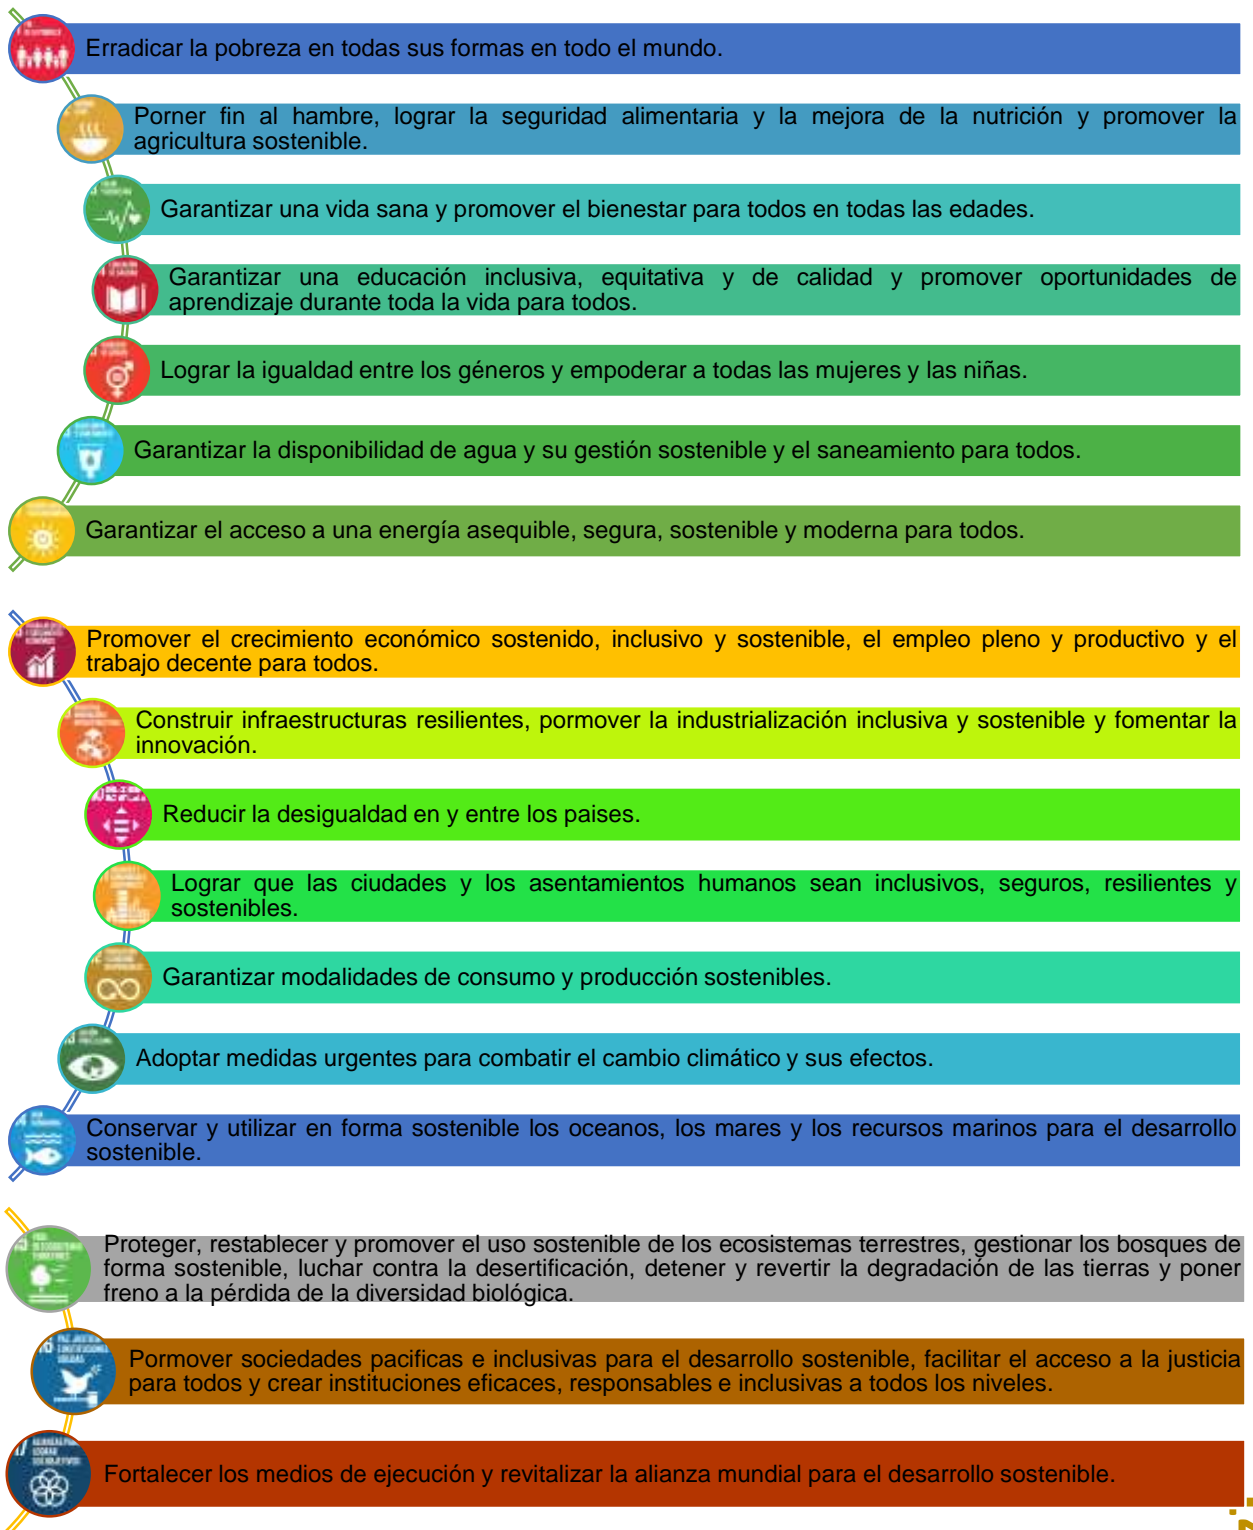 Erradicar la pobreza en todas sus formas en todo el mundo.
Porner fin al hambre, lograr la seguridad alimentaria y la mejora de la nutrición y promover la
agricultura sostenible.
Garantizar una vida sana y promover el bienestar para todos en todas las edades.
Garantizar una educación inclusiva, equitativa y de calidad y promover oportunidades de
aprendizaje durante toda la vida para todos.
Lograr la igualdad entre los géneros y empoderar a todas las mujeres y las niñas.
Garantizar la disponibilidad de agua y su gestión sostenible y el saneamiento para todos.
Garantizar el acceso a una energía asequible, segura, sostenible y moderna para todos.
Promover el crecimiento económico sostenido, inclusivo y sostenible, el empleo pleno y productivo y el
trabajo decente para todos.
Construir infraestructuras resilientes, pormover la industrialización inclusiva y sostenible y fomentar la
innovación.
Reducir la desigualdad en y entre los paises.
Lograr que las ciudades y los asentamientos humanos sean inclusivos, seguros, resilientes y
sostenibles.
Garantizar modalidades de consumo y producción sostenibles.
Adoptar medidas urgentes para combatir el cambio climático y sus efectos.
Conservar y utilizar en forma sostenible los oceanos, los mares y los recursos marinos para el desarrollo
sostenible.
Proteger, restablecer y promover el uso sostenible de los ecosistemas terrestres, gestionar los bosques de
forma sostenible, luchar contra la desertificación, detener y revertir la degradación de las tierras y poner
freno a la pérdida de la diversidad biológica.
Pormover sociedades pacificas e inclusivas para el desarrollo sostenible, facilitar el acceso a la justicia
para todos y crear instituciones eficaces, responsables e inclusivas a todos los niveles.
Fortalecer los medios de ejecución y revitalizar la alianza mundial para el desarrollo sostenible.